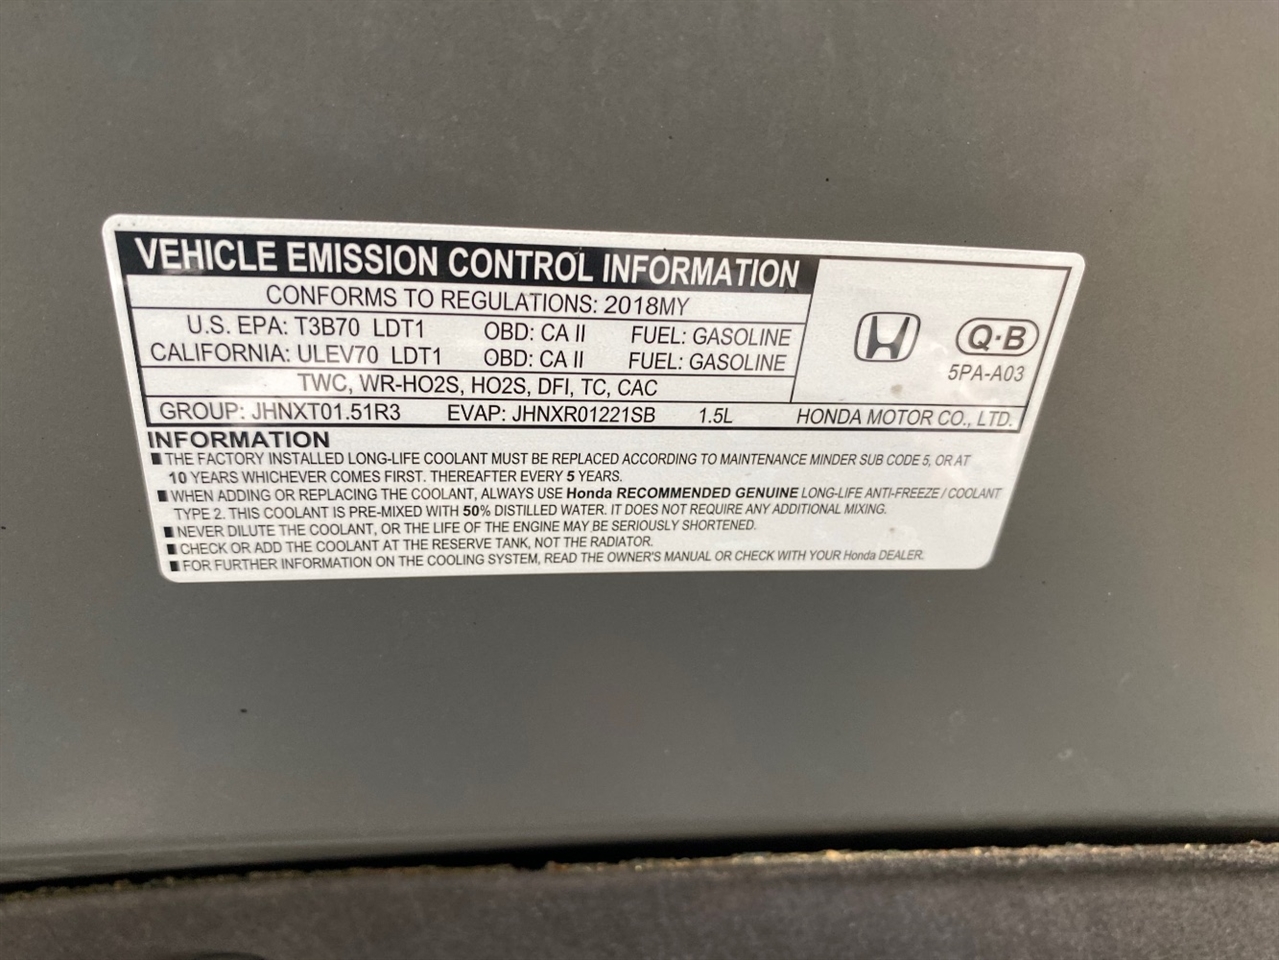 VEHICLE EMISSION CONTROL INFORMATION
CONFORMS TO REGULATIONS: 2018MY
U.S. EPA: T3B70 LDT1 OBD: CA II FUEL: GASOLINE
CALIFORNIA: ULEV70 LDT1 OBD: CA II FUEL: GASOLINE
TWC, WR-HO2S, HO2S, DFI, TC, CAC
Q·B
5PA-A03
GROUP: JHNXT01.51R3 EVAP: JHNXR01221SB 1.5L HONDA MOTOR CO., LTD.
INFORMATION
■ THE FACTORY INSTALLED LONG-LIFE COOLANT MUST BE REPLACED ACCORDING TO MAINTENANCE MINDER SUB CODE 5, OR AT
10 YEARS WHICHEVER COMES FIRST. THEREAFTER EVERY 5 YEARS.
■ WHEN ADDING OR REPLACING THE COOLANT, ALWAYS USE Honda RECOMMENDED GENUINE LONG-LIFE ANTI-FREEZE / COOLANT
TYPE 2. THIS COOLANT IS PRE-MIXED WITH 50% DISTILLED WATER. IT DOES NOT REQUIRE ANY ADDITIONAL MIXING.
■ NEVER DILUTE THE COOLANT, OR THE LIFE OF THE ENGINE MAY BE SERIOUSLY SHORTENED.
■ CHECK OR ADD THE COOLANT AT THE RESERVE TANK, NOT THE RADIATOR.
■ FOR FURTHER INFORMATION ON THE COOLING SYSTEM, READ THE OWNER'S MANUAL OR CHECK WITH YOUR Honda DEALER.